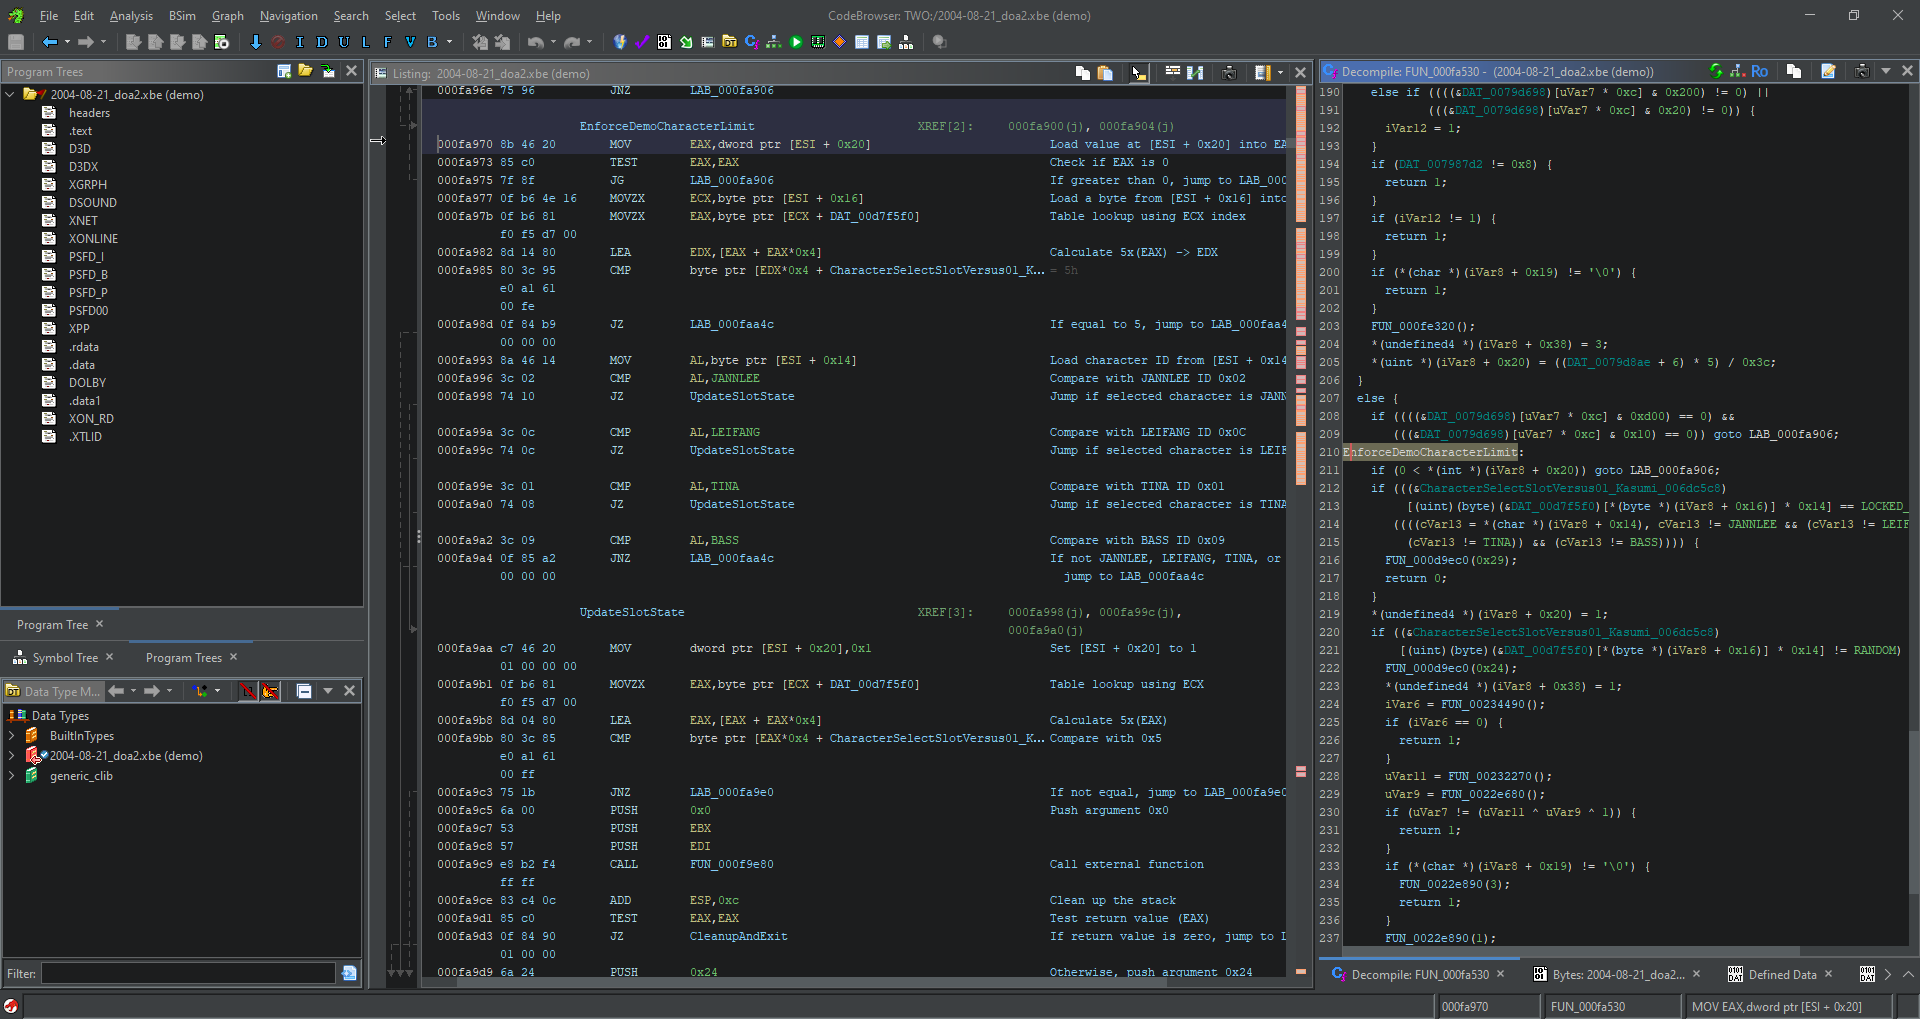 File Edit Analysis BSim Graph Navigation Search Select Tools Window Help
CodeBrowser: TWO:/2004-08-21_doa2.xbe (demo)
I D U L F V B
Program Trees
2004-08-21_doa2.xbe (demo)
headers
.text
D3D
D3DX
XGRPH
DSOUND
XNET
XONLINE
PSFD_I
PSFD_B
PSFD_P
PSFD00
XPP
.rdata
.data
DOLBY
.data1
XON_RD
.XTLID
Program Tree
Symbol Tree
Program Trees
Data Type M...
Data Types
BuiltInTypes
2004-08-21_doa2.xbe (demo)
generic_clib
Filter:
Listing: 2004-08-21_doa2.xbe (demo)
000fa96e 75 96 JNZ LAB_000fa906
EnforceDemoCharacterLimit XREF[2]: 000fa900(j), 000fa904(j)
000fa970 8b 46 20 MOV EAX,dword ptr [ESI + 0x20] Load value at [ESI + 0x20] into EA
000fa973 85 c0 TEST EAX,EAX Check if EAX is 0
000fa975 7f 8f JG LAB_000fa906 If greater than 0, jump to LAB_000
000fa977 0f b6 4e 16 MOVZX ECX,byte ptr [ESI + 0x16] Load a byte from [ESI + 0x16] into
000fa97b 0f b6 81 MOVZX EAX,byte ptr [ECX + DAT_00d7f5f0] Table lookup using ECX index
f0 f5 d7 00
000fa982 8d 14 80 LEA EDX,[EAX + EAX*0x4] Calculate 5x(EAX) -> EDX
000fa985 80 3c 95 CMP byte ptr [EDX*0x4 + CharacterSelectSlotVersus01_K... = 5h
e0 a1 61
00 fe
000fa98d 0f 84 b9 JZ LAB_000faa4c If equal to 5, jump to LAB_000faa4
00 00 00
000fa993 8a 46 14 MOV AL,byte ptr [ESI + 0x14] Load character ID from [ESI + 0x14
000fa996 3c 02 CMP AL,JANNLEE Compare with JANNLEE ID 0x02
000fa998 74 10 JZ UpdateSlotState Jump if selected character is JANN
000fa99a 3c 0c CMP AL,LEIFANG Compare with LEIFANG ID 0x0C
000fa99c 74 0c JZ UpdateSlotState Jump if selected character is LEIF
000fa99e 3c 01 CMP AL,TINA Compare with TINA ID 0x01
000fa9a0 74 08 JZ UpdateSlotState Jump if selected character is TINA
000fa9a2 3c 09 CMP AL,BASS Compare with BASS ID 0x09
000fa9a4 0f 85 a2 JNZ LAB_000faa4c If not JANNLEE, LEIFANG, TINA, or
00 00 00 jump to LAB_000faa4c
UpdateSlotState XREF[3]: 000fa998(j), 000fa99c(j),
000fa9a0(j)
000fa9aa c7 46 20 MOV dword ptr [ESI + 0x20],0x1 Set [ESI + 0x20] to 1
01 00 00 00
000fa9b1 0f b6 81 MOVZX EAX,byte ptr [ECX + DAT_00d7f5f0] Table lookup using ECX
f0 f5 d7 00
000fa9b8 8d 04 80 LEA EAX,[EAX + EAX*0x4] Calculate 5x(EAX)
000fa9bb 80 3c 85 CMP byte ptr [EAX*0x4 + CharacterSelectSlotVersus01_K... Compare with 0x5
e0 a1 61
00 ff
000fa9c3 75 1b JNZ LAB_000fa9e0 If not equal, jump to LAB_000fa9e0
000fa9c5 6a 00 PUSH 0x0 Push argument 0x0
000fa9c7 53 PUSH EBX
000fa9c8 57 PUSH EDI
000fa9c9 e8 b2 f4 CALL FUN_000f9e80 Call external function
ff ff
000fa9ce 83 c4 0c ADD ESP,0xc Clean up the stack
000fa9d1 85 c0 TEST EAX,EAX Test return value (EAX)
000fa9d3 0f 84 90 JZ CleanupAndExit If return value is zero, jump to L
01 00 00
000fa9d9 6a 24 PUSH 0x24 Otherwise, push argument 0x24
Decompile: FUN_000fa530 - (2004-08-21_doa2.xbe (demo))
Ro
190 else if ((((&DAT_0079d698)[uVar7 * 0xc] & 0x200) != 0) ||
191 (((&DAT_0079d698)[uVar7 * 0xc] & 0x20) != 0)) {
192 iVar12 = 1;
193 }
194 if (DAT_007987d2 != 0x8) {
195 return 1;
196 }
197 if (iVar12 != 1) {
198 return 1;
199 }
200 if (*(char *)(iVar8 + 0x19) != '\0') {
201 return 1;
202 }
203 FUN_000fe320();
204 *(undefined4 *)(iVar8 + 0x38) = 3;
205 *(uint *)(iVar8 + 0x20) = ((DAT_0079d8ae + 6) * 5) / 0x3c;
206 }
207 else {
208 if ((((&DAT_0079d698)[uVar7 * 0xc] & 0xd00) == 0) &&
209 (((&DAT_0079d698)[uVar7 * 0xc] & 0x10) == 0)) goto LAB_000fa906;
210 EnforceDemoCharacterLimit:
211 if (0 < *(int *)(iVar8 + 0x20)) goto LAB_000fa906;
212 if (((&CharacterSelectSlotVersus01_Kasumi_006dc5c8)
213 [(uint)(byte)(&DAT_00d7f5f0)[*(byte *)(iVar8 + 0x16)] * 0x14] == LOCKED_
214 ((((cVar13 = *(char *)(iVar8 + 0x14), cVar13 != JANNLEE && (cVar13 != LEIF
215 (cVar13 != TINA)) && (cVar13 != BASS)))) {
216 FUN_000d9ec0(0x29);
217 return 0;
218 }
219 *(undefined4 *)(iVar8 + 0x20) = 1;
220 if ((&CharacterSelectSlotVersus01_Kasumi_006dc5c8)
221 [(uint)(byte)(&DAT_00d7f5f0)[*(byte *)(iVar8 + 0x16)] * 0x14] != RANDOM)
222 FUN_000d9ec0(0x24);
223 *(undefined4 *)(iVar8 + 0x38) = 1;
224 iVar6 = FUN_00234490();
225 if (iVar6 == 0) {
226 return 1;
227 }
228 uVar11 = FUN_00232270();
229 uVar9 = FUN_0022e680();
230 if (uVar7 != (uVar11 ^ uVar9 ^ 1)) {
231 return 1;
232 }
233 if (*(char *)(iVar8 + 0x19) != '\0') {
234 FUN_0022e890(3);
235 return 1;
236 }
237 FUN_0022e890(1);
Decompile: FUN_000fa530
Bytes: 2004-08-21_doa2...
Defined Data
000fa970
FUN_000fa530
MOV EAX,dword ptr [ESI + 0x20]